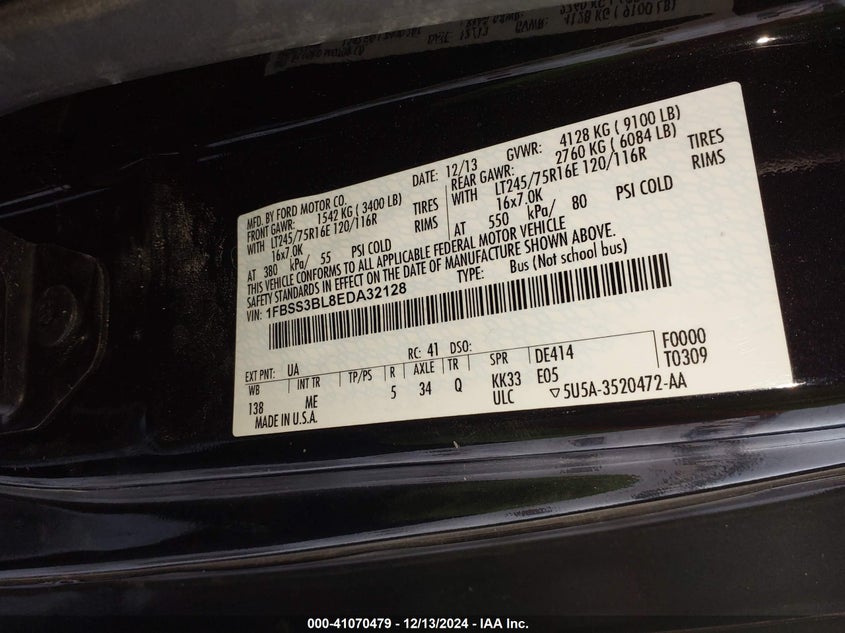 MFD. BY FORD MOTOR CO.
DATE: 12/13 GVWR: 4128 KG ( 9100 LB)
FRONT GAWR: 1542 KG ( 3400 LB) REAR GAWR: 2760 KG ( 6084 LB)
WITH LT245/75R16E 120/116R TIRES WITH LT245/75R16E 120/116R TIRES
16x7.0K RIMS 16x7.0K RIMS
AT 380 kPa/ 55 PSI COLD AT 550 kPa/ 80 PSI COLD
THIS VEHICLE CONFORMS TO ALL APPLICABLE FEDERAL MOTOR VEHICLE
SAFETY STANDARDS IN EFFECT ON THE DATE OF MANUFACTURE SHOWN ABOVE.
VIN: 1FBSS3BL8EDA32128 TYPE: Bus (Not school bus)
EXT PNT: UA RC: 41 DSO: F0000
WB INT TR TP/PS R AXLE TR SPR DE414 T0309
138 ME 5 34 Q KK33 E05
MADE IN U.S.A. ULC ▽5U5A-3520472-AA
000-41070479 - 12/13/2024 - IAA Inc.